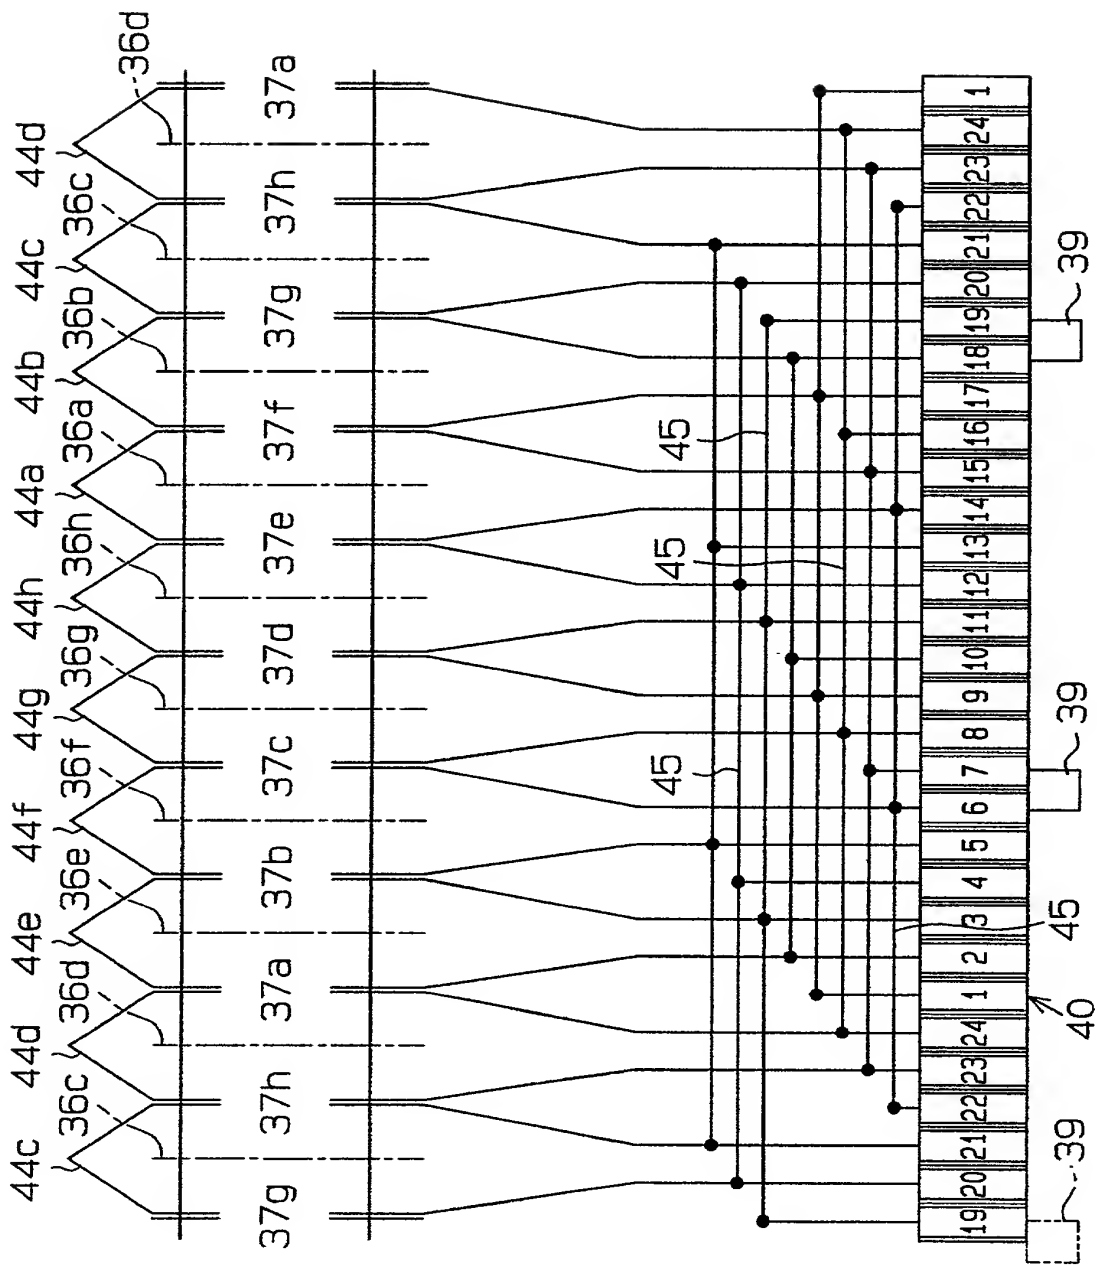 44c 44d 44e 44f 44g 44h 44a 44b 44c 44d
36c 36d 36e 36f 36g 36h 36a 36b 36c 36d
37g 37h 37a 37b 37c 37d 37e 37f 37g 37h 37a
45 45 45
19 20 21 22 23 24 1 2 3 4 5 6 7 8 9 10 11 12 13 14 15 16 17 18 19 20 21 22 23 24 1
39 40 45 39 39